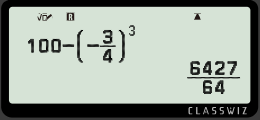 √▱ R ▲
100−(−3/4)³
6427/64
CLASSWIZ